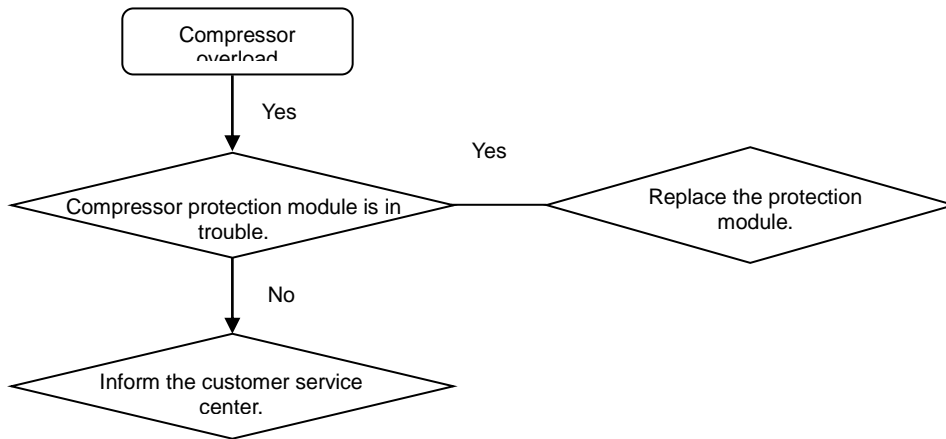 Compressor
overload
Yes
Yes
Compressor protection module is in
trouble.
Replace the protection
module.
No
Inform the customer service
center.